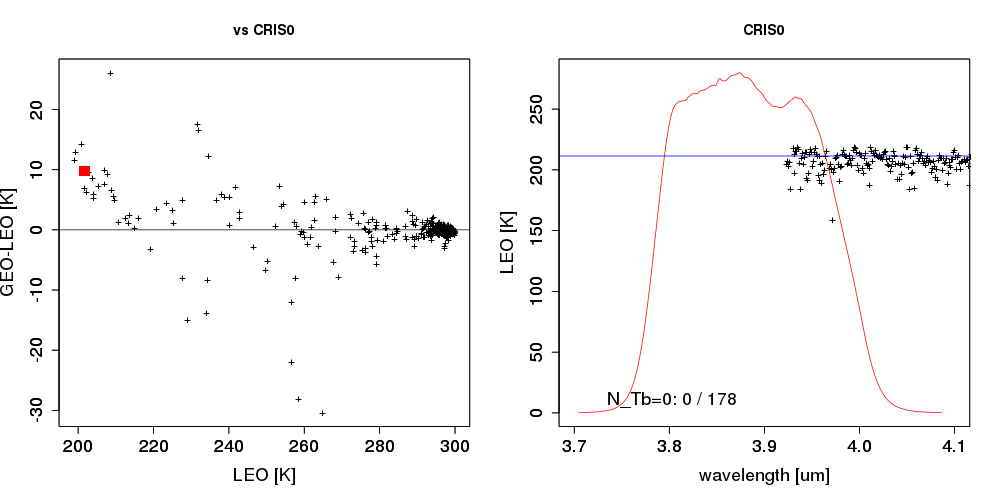 vs CRIS0
GEO-LEO [K]
20
10
0
-10
-20
-30
200 220 240 260 280 300
LEO [K]
CRIS0
LEO [K]
250
200
150
100
50
0
N_Tb=0: 0 / 178
3.7 3.8 3.9 4.0 4.1
wavelength [um]